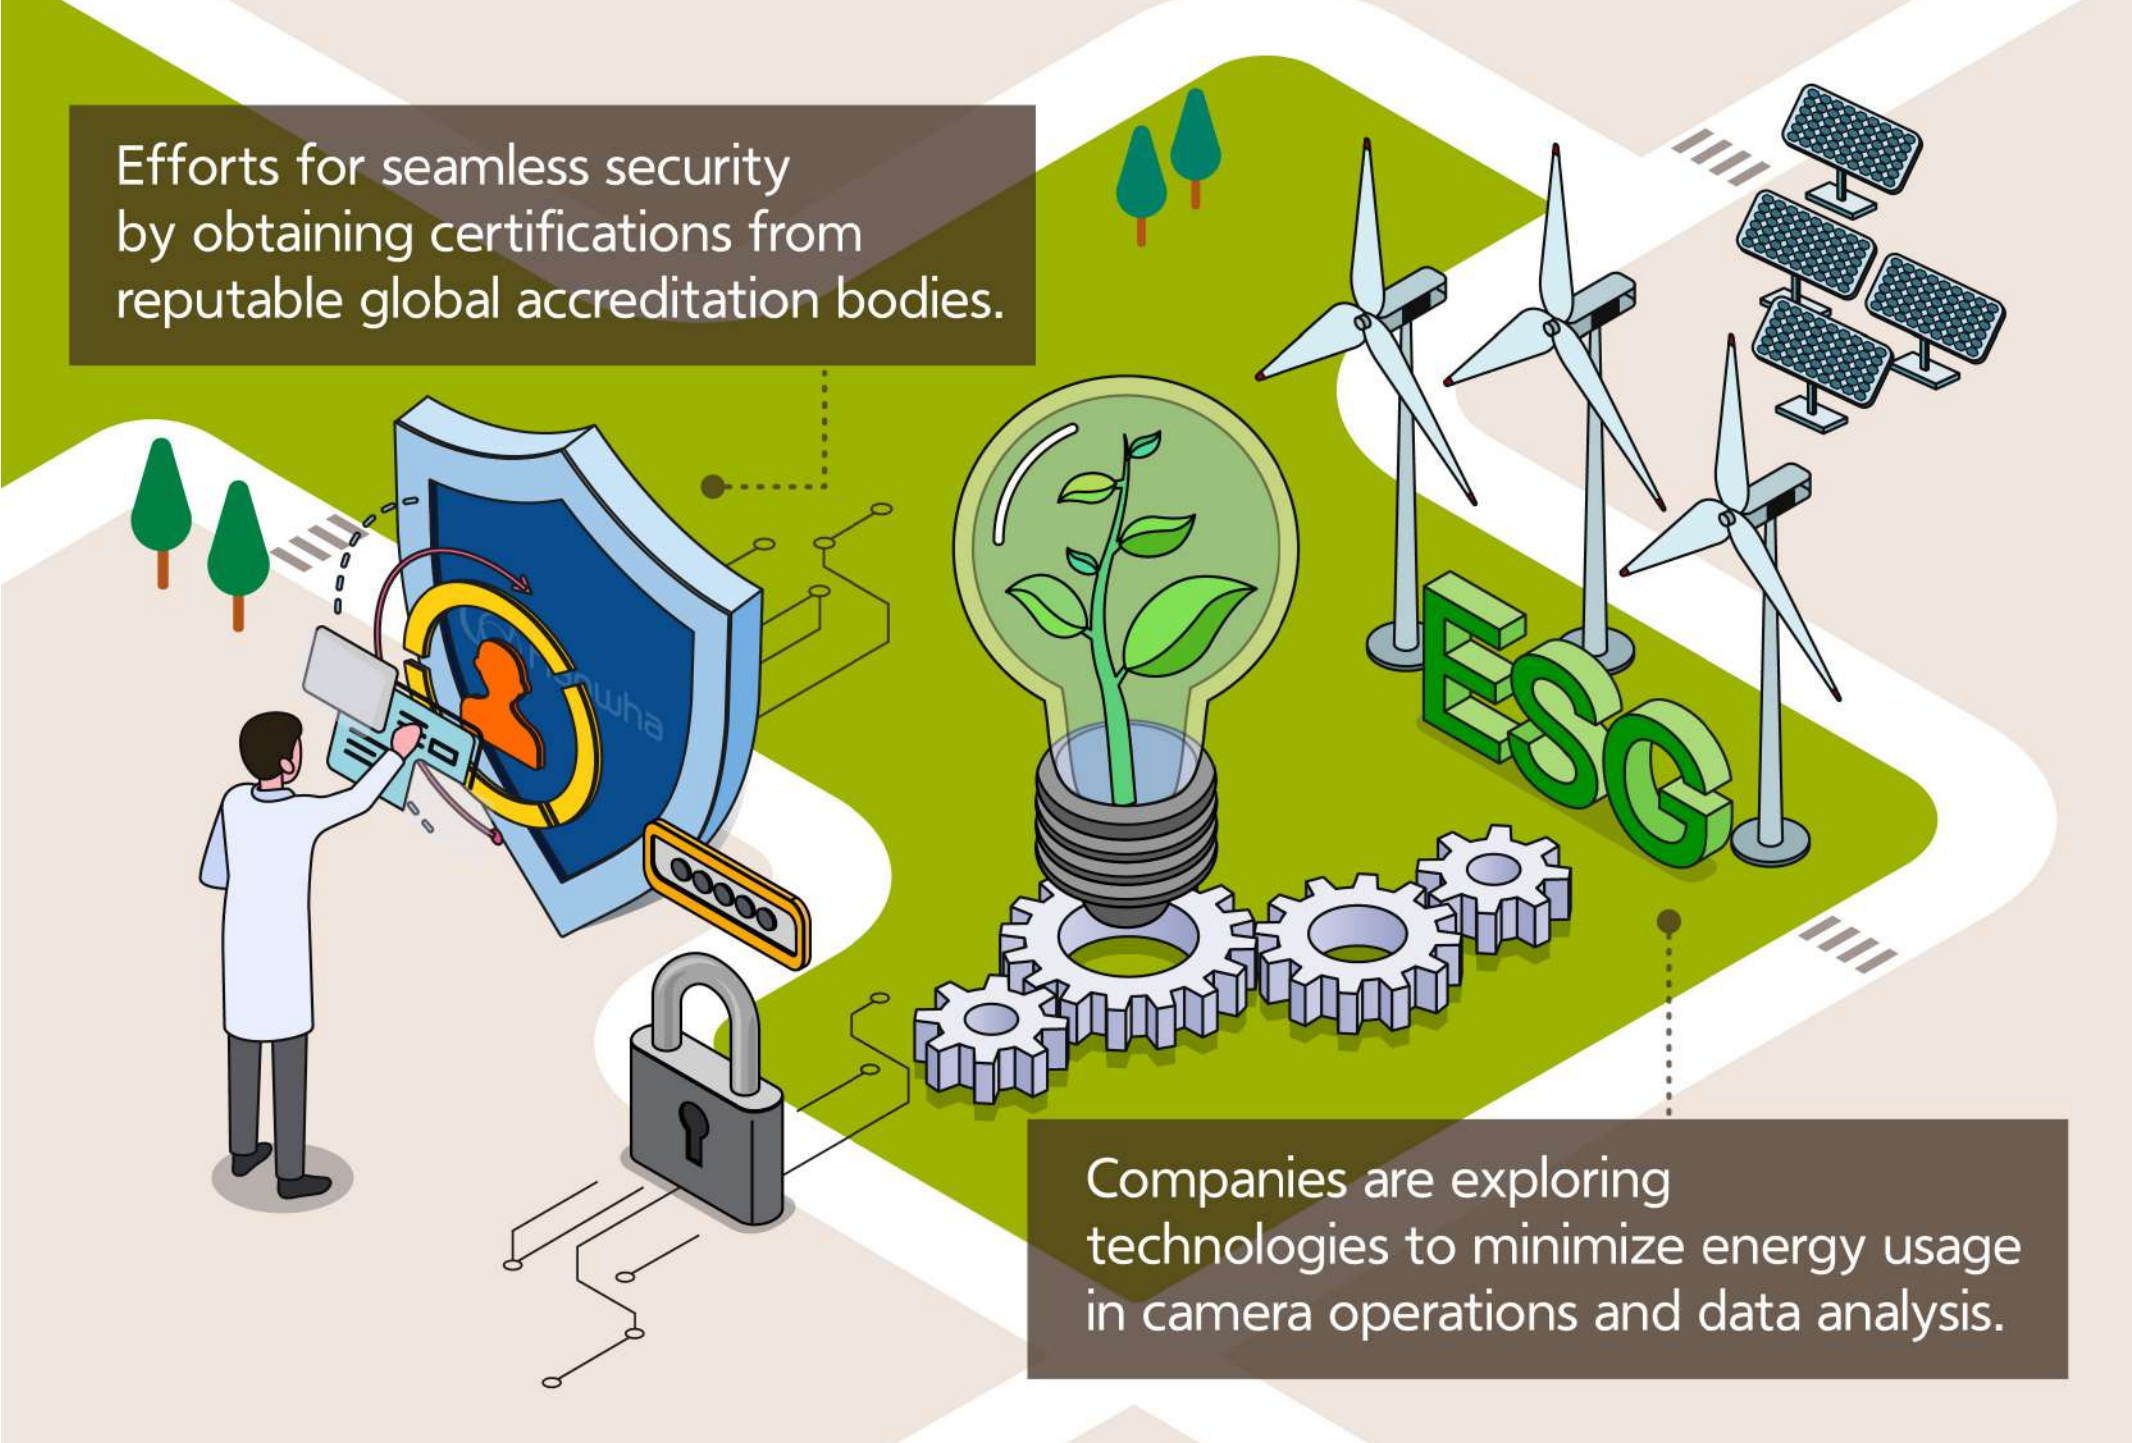 Efforts for seamless security
by obtaining certifications from
reputable global accreditation bodies.
ESG
Companies are exploring
technologies to minimize energy usage
in camera operations and data analysis.